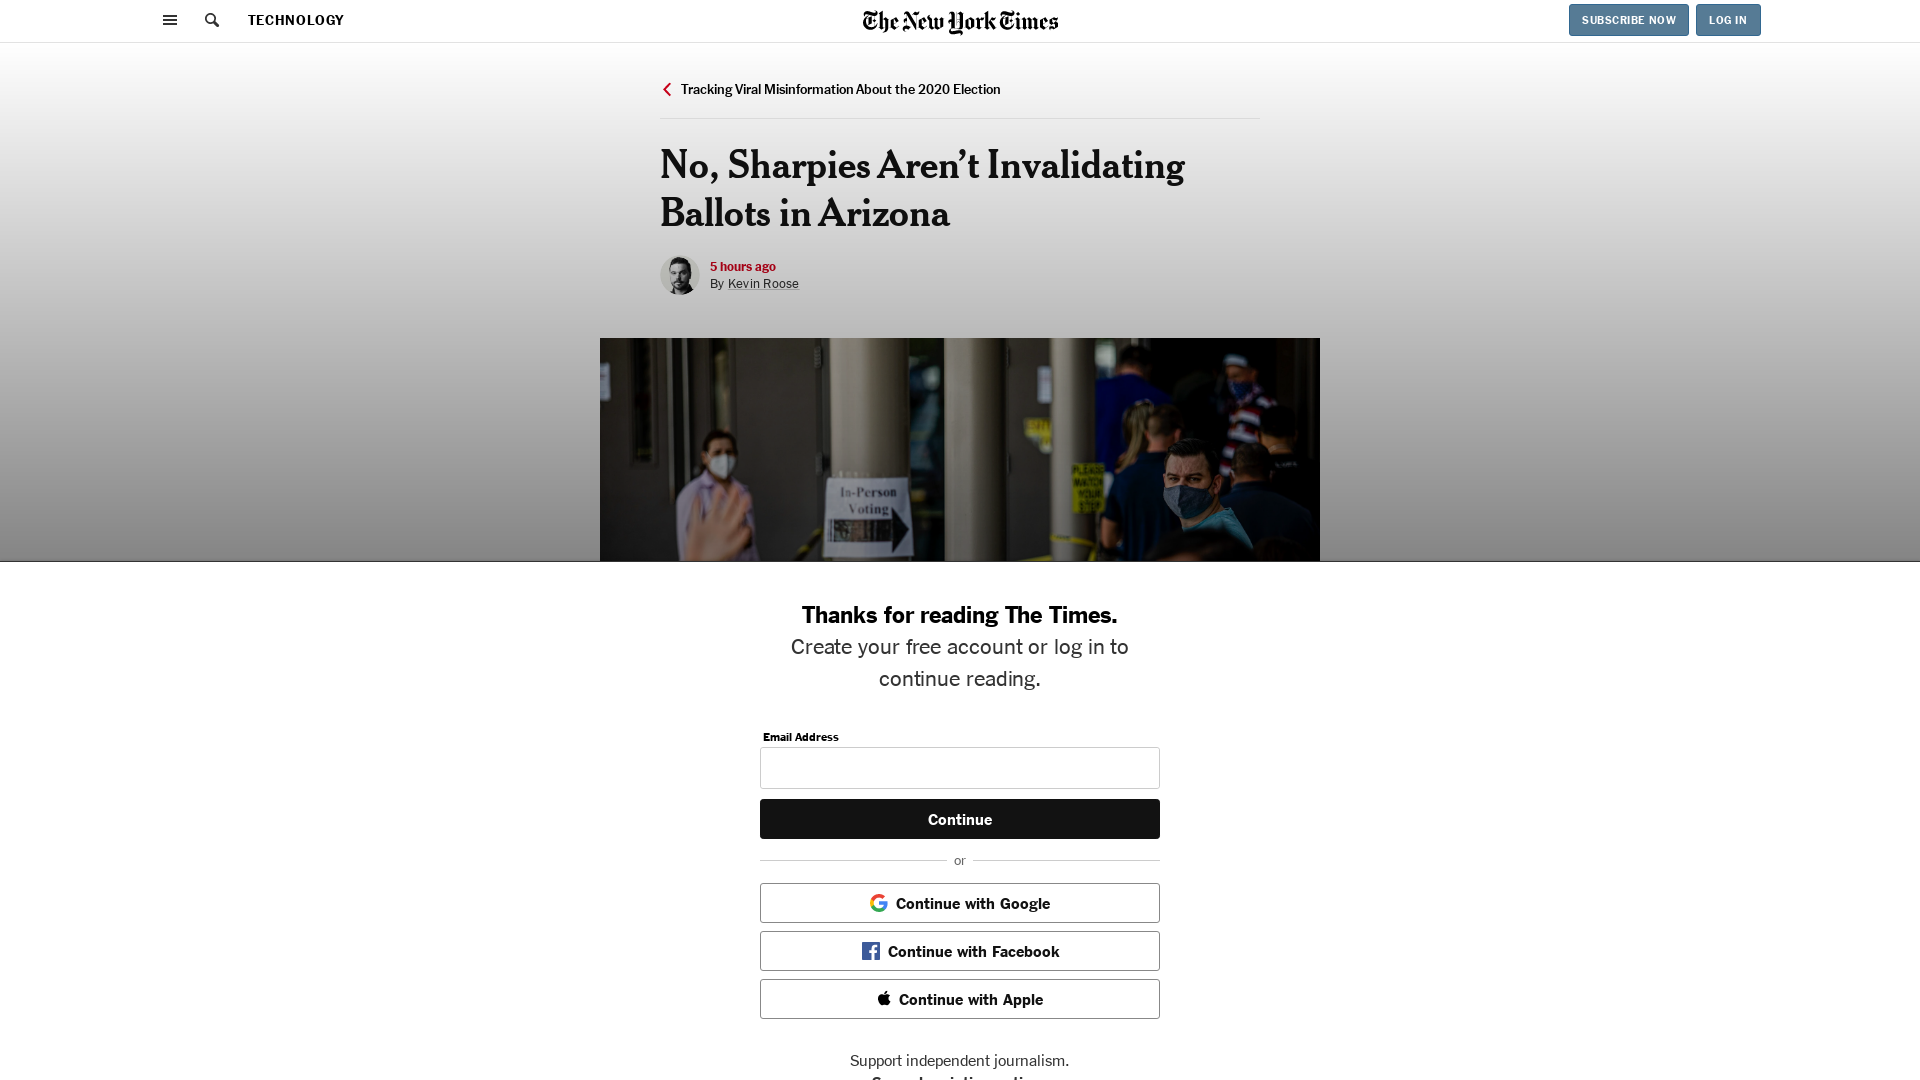 TECHNOLOGY
The New York Times
SUBSCRIBE NOW
LOG IN
Tracking Viral Misinformation About the 2020 Election
No, Sharpies Aren’t Invalidating
Ballots in Arizona
5 hours ago
By Kevin Roose
In-Person
Voting
PLEASE
WATCH
YOUR
Thanks for reading The Times.
Create your free account or log in to
continue reading.
Email Address
Continue
or
Continue with Google
Continue with Facebook
Continue with Apple
Support independent journalism.